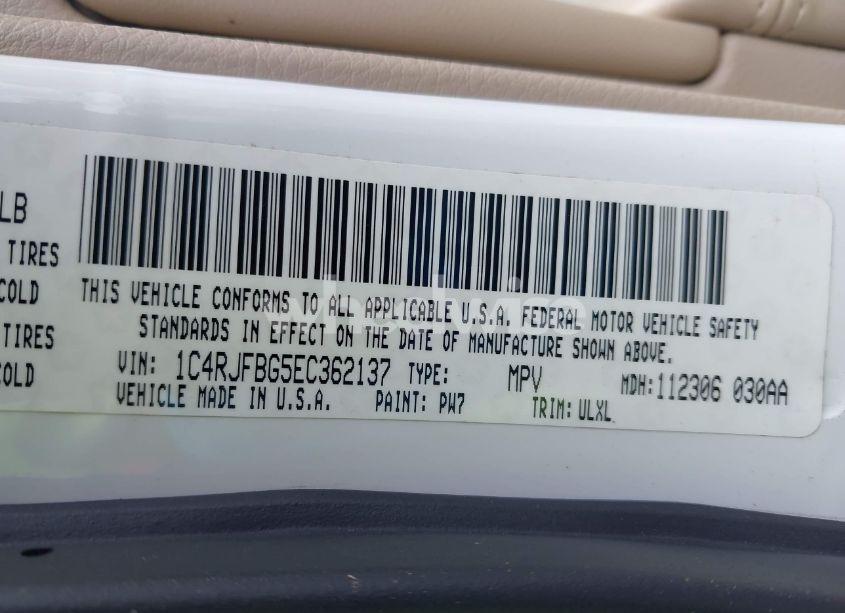 LB
TIRES
COLD
TIRES
COLD
THIS VEHICLE CONFORMS TO ALL APPLICABLE U.S.A. FEDERAL MOTOR VEHICLE SAFETY
STANDARDS IN EFFECT ON THE DATE OF MANUFACTURE SHOWN ABOVE.
VIN: 1C4RJFBG5EC362137 TYPE: MPV MDH:112306 030AA
VEHICLE MADE IN U.S.A. PAINT: PW7 TRIM: ULXL